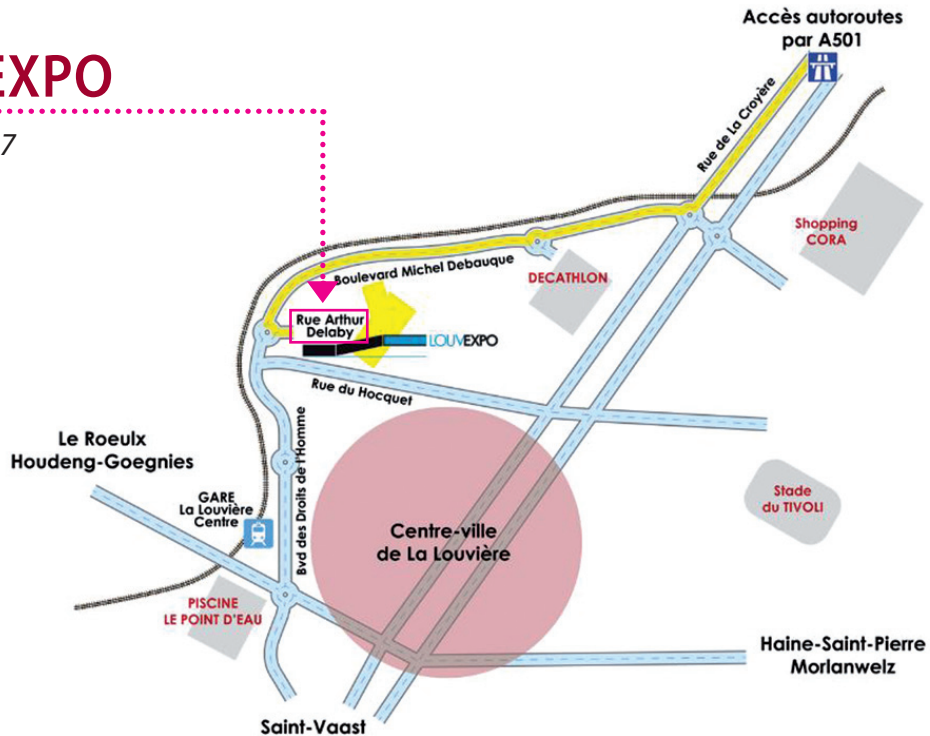 Accès autoroutes
par A501
EXPO
7
Rue de La Croyère
Shopping
CORA
Boulevard Michel Debauque
DECATHLON
Rue Arthur
Delaby
LOUVEXPO
Rue du Hocquet
Le Roeulx
Houdeng-Goegnies
GARE
La Louvière
Centre
Bvd des Droits de l'Homme
Centre-ville
de La Louvière
Stade
du TIVOLI
PISCINE
LE POINT D'EAU
Haine-Saint-Pierre
Morlanwelz
Saint-Vaast